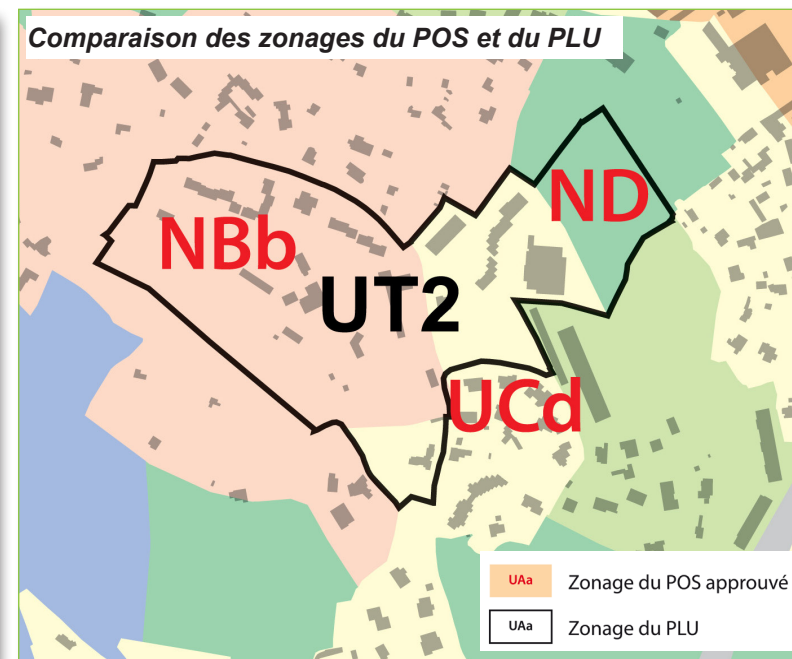 Comparaison des zonages du POS et du PLU
ND
NBb
UT2
UCd
UAa Zonage du POS approuvé
UAa Zonage du PLU